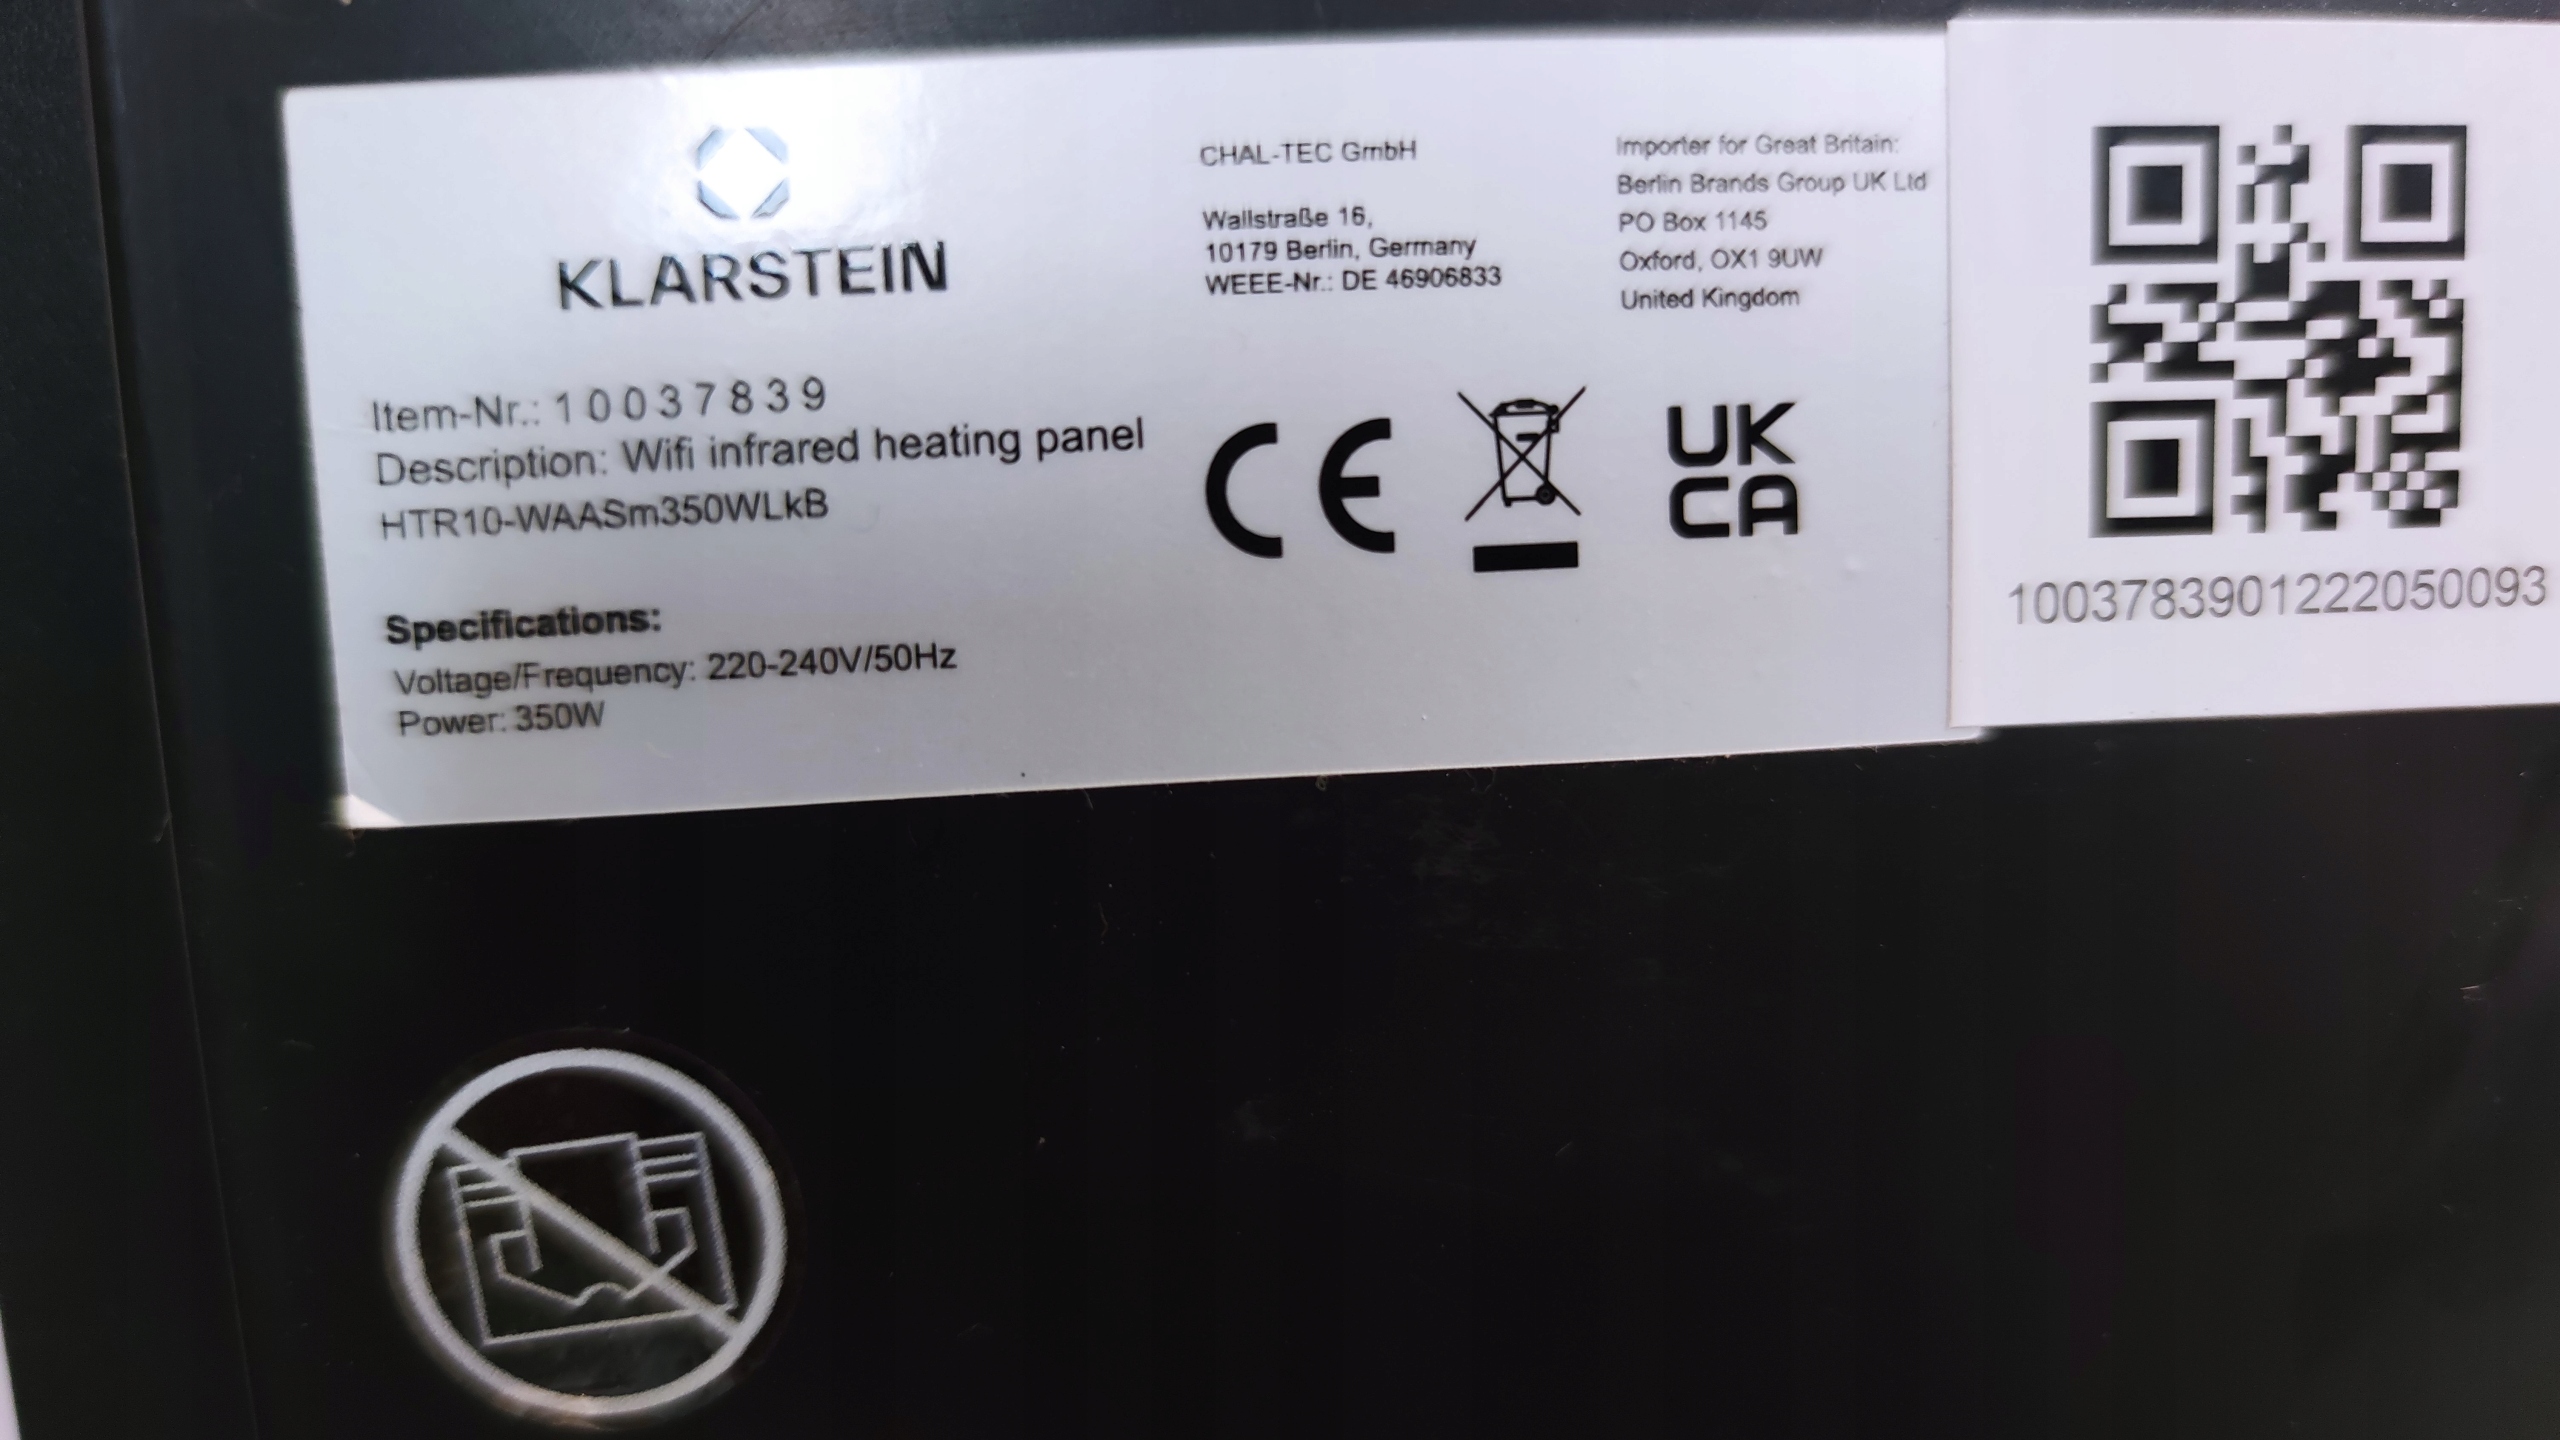 KLARSTEIN
Item-Nr.: 10037839
Description: Wifi infrared heating panel
HTR10-WAASm350WLkB
Specifications:
Voltage/Frequency: 220-240V/50Hz
Power: 350W
CHAL-TEC GmbH
Wallstraße 16,
10179 Berlin, Germany
WEEE-Nr.: DE 46906833
Importer for Great Britain:
Berlin Brands Group UK Ltd
PO Box 1145
Oxford, OX1 9UW
United Kingdom
CE
UK
CA
1003783901222050093